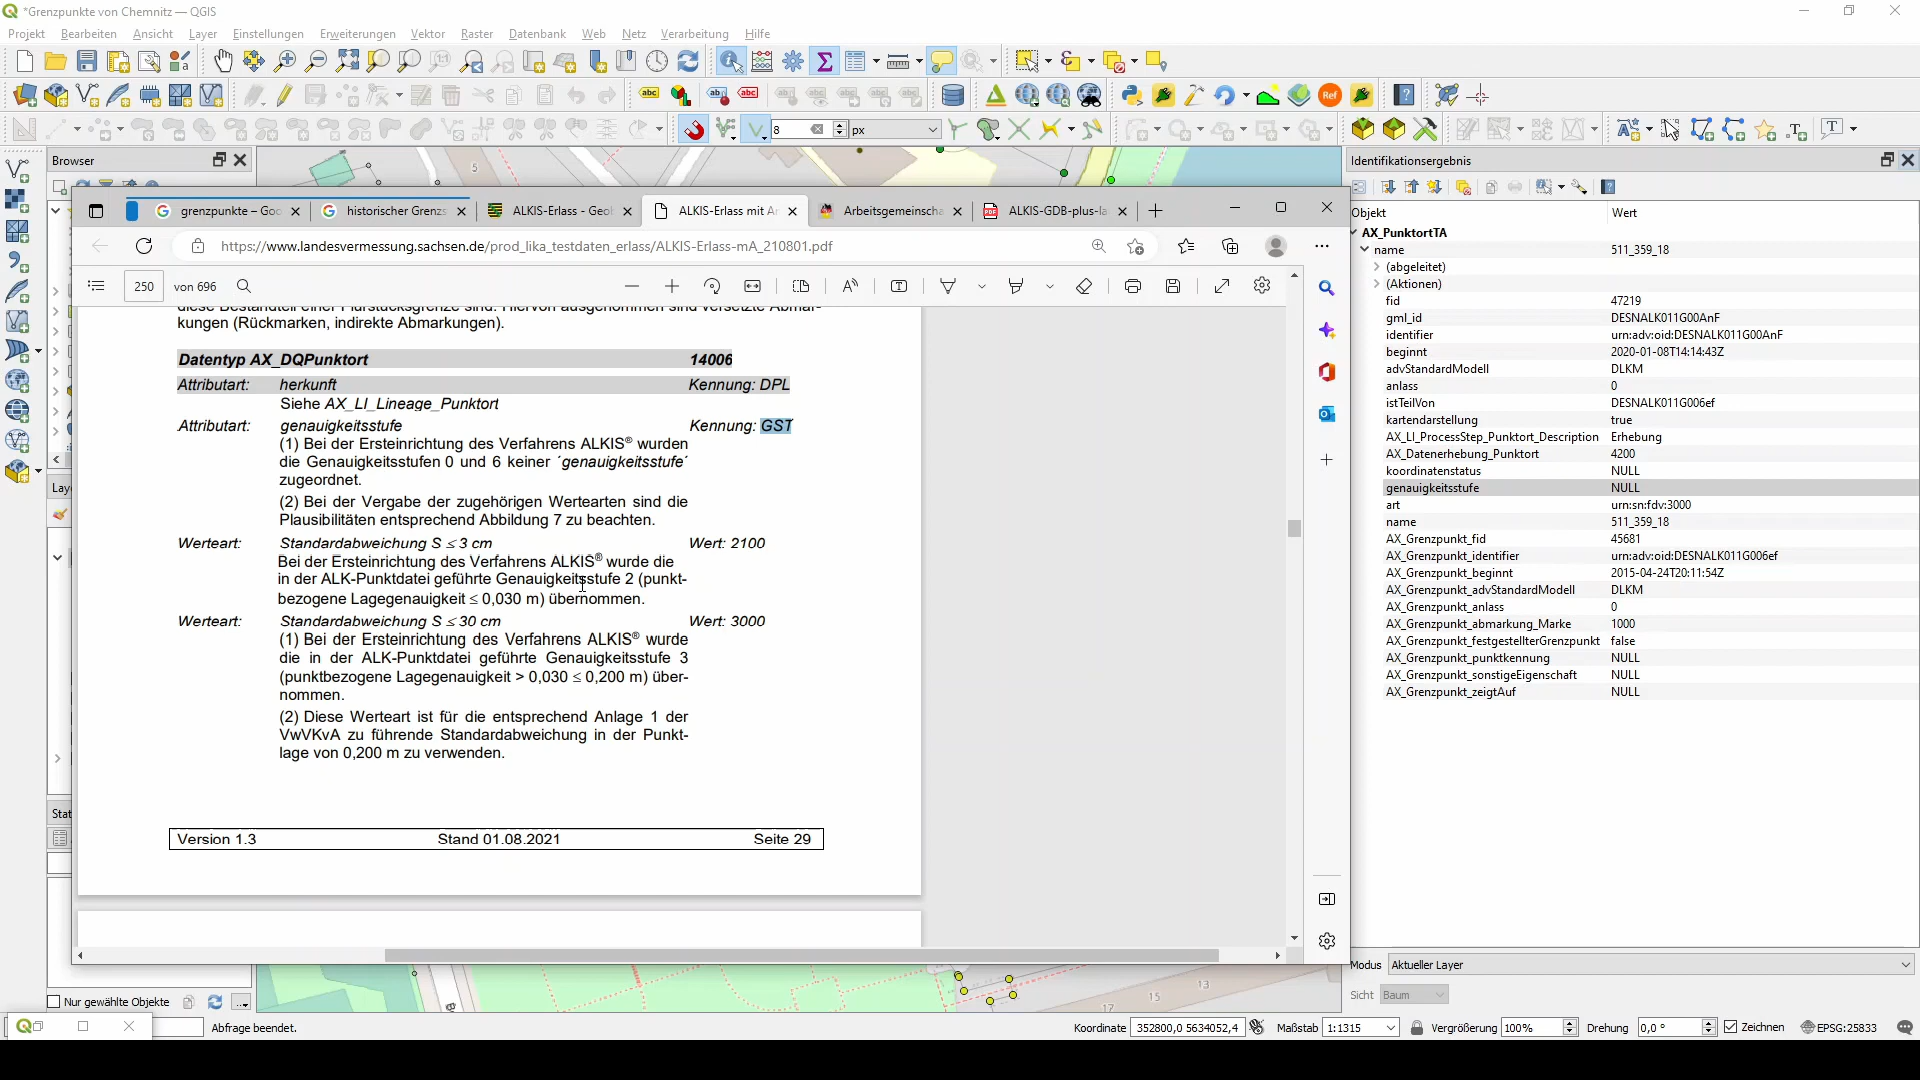 *Grenzpunkte von Chemnitz — QGIS
Projekt Bearbeiten Ansicht Layer Einstellungen Erweiterungen Vektor Raster Datenbank Web Netz Verarbeitung Hilfe
8 px
Browser
Identifikationsergebnis
grenzpunkte – Goo
historischer Grenzs
ALKIS-Erlass - Geol
ALKIS-Erlass mit Ar
Arbeitsgemeinscha
ALKIS-GDB-plus-la
https://www.landesvermessung.sachsen.de/prod_lika_testdaten_erlass/ALKIS-Erlass-mA_210801.pdf
250 von 696
kungen (Rückmarken, indirekte Abmarkungen).
Datentyp AX_DQPunktort 14006
Attributart: herkunft Kennung: DPL
Siehe AX_LI_Lineage_Punktort
Attributart: genauigkeitsstufe Kennung: GST
(1) Bei der Ersteinrichtung des Verfahrens ALKIS® wurden
die Genauigkeitsstufen 0 und 6 keiner ´genauigkeitsstufe´
zugeordnet.
(2) Bei der Vergabe der zugehörigen Wertearten sind die
Plausibilitäten entsprechend Abbildung 7 zu beachten.
Werteart: Standardabweichung S ≤ 3 cm Wert: 2100
Bei der Ersteinrichtung des Verfahrens ALKIS® wurde die
in der ALK-Punktdatei geführte Genauigkeitsstufe 2 (punkt-
bezogene Lagegenauigkeit ≤ 0,030 m) übernommen.
Werteart: Standardabweichung S ≤ 30 cm Wert: 3000
(1) Bei der Ersteinrichtung des Verfahrens ALKIS® wurde
die in der ALK-Punktdatei geführte Genauigkeitsstufe 3
(punktbezogene Lagegenauigkeit > 0,030 ≤ 0,200 m) über-
nommen.
(2) Diese Werteart ist für die entsprechend Anlage 1 der
VwVKvA zu führende Standardabweichung in der Punkt-
lage von 0,200 m zu verwenden.
Version 1.3 Stand 01.08.2021 Seite 29
Objekt Wert
AX_PunktortTA
name 511_359_18
(abgeleitet)
(Aktionen)
fid 47219
gml_id DESNALK011G00AnF
identifier urn:adv:oid:DESNALK011G00AnF
beginnt 2020-01-08T14:14:43Z
advStandardModell DLKM
anlass 0
istTeilVon DESNALK011G006ef
kartendarstellung true
AX_LI_ProcessStep_Punktort_Description Erhebung
AX_Datenerhebung_Punktort 4200
koordinatenstatus NULL
genauigkeitsstufe NULL
art urn:sn:fdv:3000
name 511_359_18
AX_Grenzpunkt_fid 45681
AX_Grenzpunkt_identifier urn:adv:oid:DESNALK011G006ef
AX_Grenzpunkt_beginnt 2015-04-24T20:11:54Z
AX_Grenzpunkt_advStandardModell DLKM
AX_Grenzpunkt_anlass 0
AX_Grenzpunkt_abmarkung_Marke 1000
AX_Grenzpunkt_festgestellterGrenzpunkt false
AX_Grenzpunkt_punktkennung NULL
AX_Grenzpunkt_sonstigeEigenschaft NULL
AX_Grenzpunkt_zeigtAuf NULL
Lay
Stat
5
17 15 13
Modus Aktueller Layer
Sicht Baum
Nur gewählte Objekte
Abfrage beendet.
Koordinate 352800,0 5634052,4 Maßstab 1:1315 Vergrößerung 100% Drehung 0,0 ° Zeichnen EPSG:25833